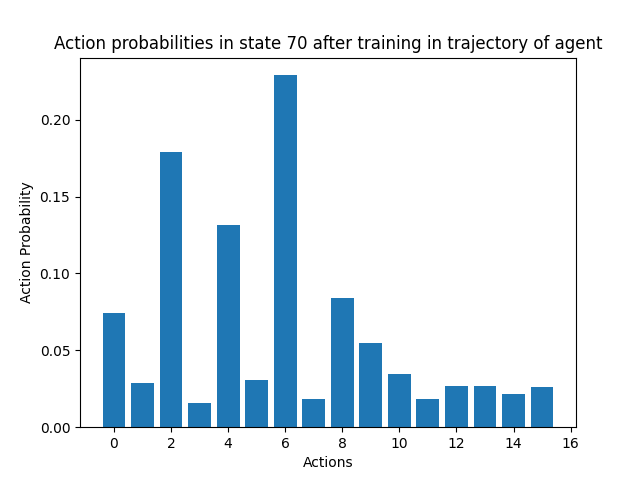 Action probabilities in state 70 after training in trajectory of agent
0.20
0.15
0.10
0.05
0.00
Action Probability
0 2 4 6 8 10 12 14 16
Actions